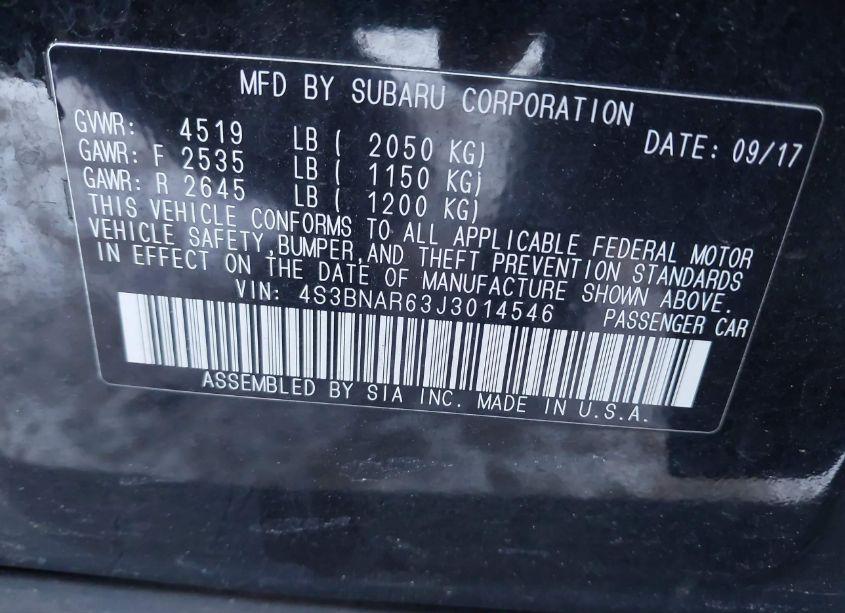 MFD BY SUBARU CORPORATION
GVWR: 4519 LB ( 2050 KG) DATE: 09/17
GAWR: F 2535 LB ( 1150 KG)
GAWR: R 2645 LB ( 1200 KG)
THIS VEHICLE CONFORMS TO ALL APPLICABLE FEDERAL MOTOR
VEHICLE SAFETY,BUMPER,AND THEFT PREVENTION STANDARDS
IN EFFECT ON THE DATE OF MANUFACTURE SHOWN ABOVE.
VIN: 4S3BNAR63J3014546 PASSENGER CAR
ASSEMBLED BY SIA INC. MADE IN U.S.A.